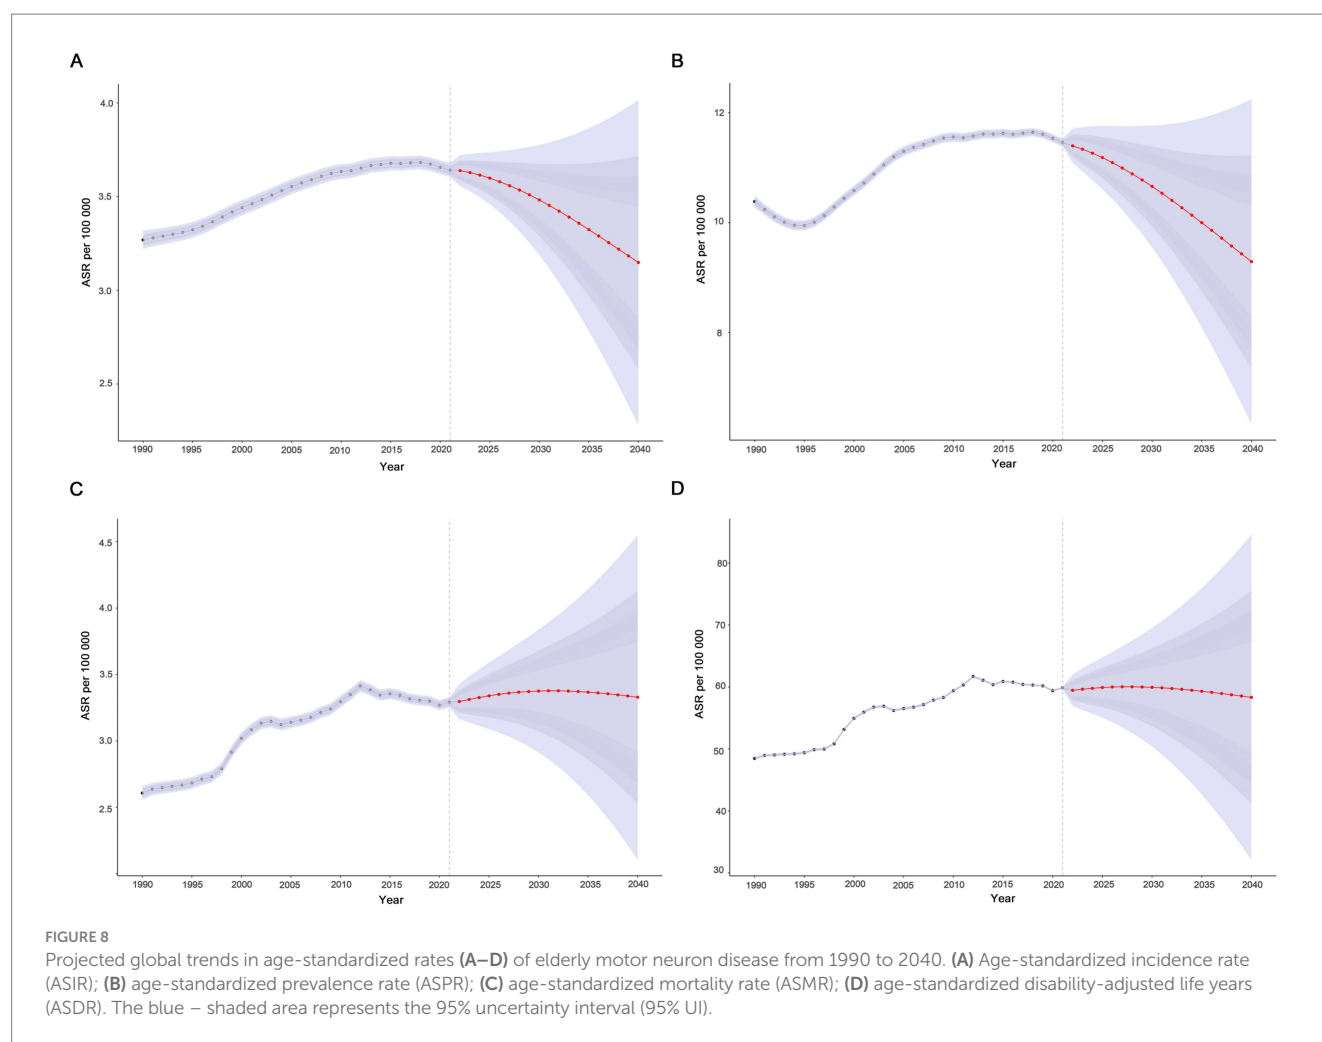 A
4.0
3.5
3.0
2.5
ASR per 100 000
1990 1995 2000 2005 2010 2015 2020 2025 2030 2035 2040
Year
B
12
10
8
ASR per 100 000
1990 1995 2000 2005 2010 2015 2020 2025 2030 2035 2040
Year
C
4.5
4.0
3.5
3.0
2.5
ASR per 100 000
1990 1995 2000 2005 2010 2015 2020 2025 2030 2035 2040
Year
D
80
70
60
50
40
30
ASR per 100 000
1990 1995 2000 2005 2010 2015 2020 2025 2030 2035 2040
Year
FIGURE 8
Projected global trends in age-standardized rates (A–D) of elderly motor neuron disease from 1990 to 2040. (A) Age-standardized incidence rate
(ASIR); (B) age-standardized prevalence rate (ASPR); (C) age-standardized mortality rate (ASMR); (D) age-standardized disability-adjusted life years
(ASDR). The blue – shaded area represents the 95% uncertainty interval (95% UI).